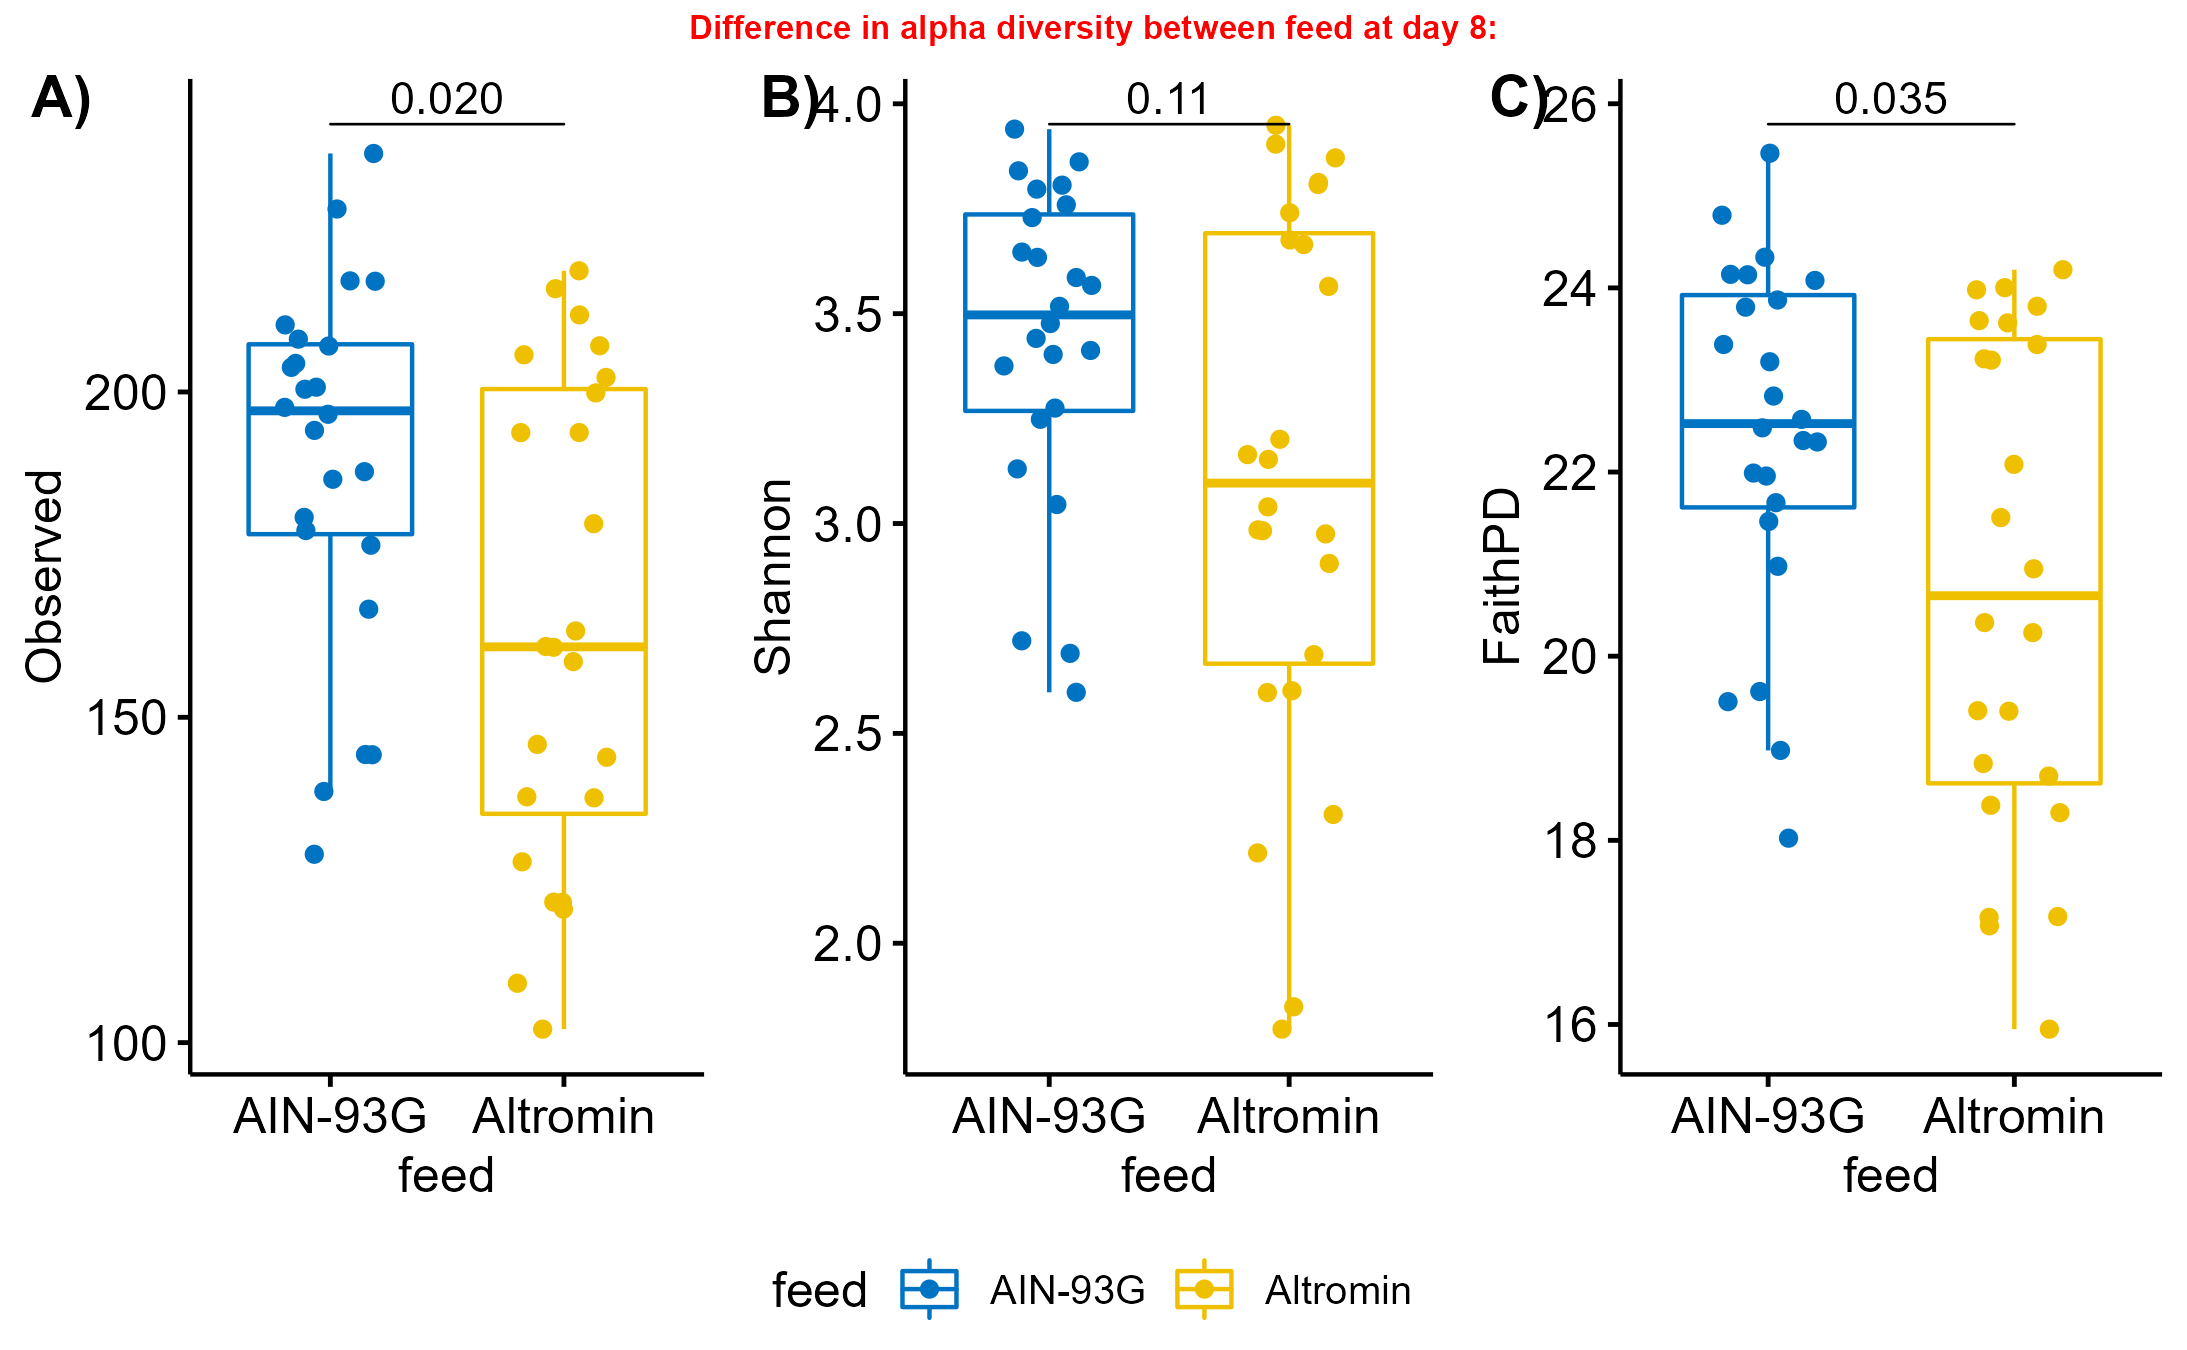 Difference in alpha diversity between feed at day 8:
A)
0.020
Observed
200
150
100
AIN-93G
Altromin
feed
B)
0.11
Shannon
4.0
3.5
3.0
2.5
2.0
AIN-93G
Altromin
feed
C)
0.035
FaithPD
26
24
22
20
18
16
AIN-93G
Altromin
feed
feed
AIN-93G
Altromin